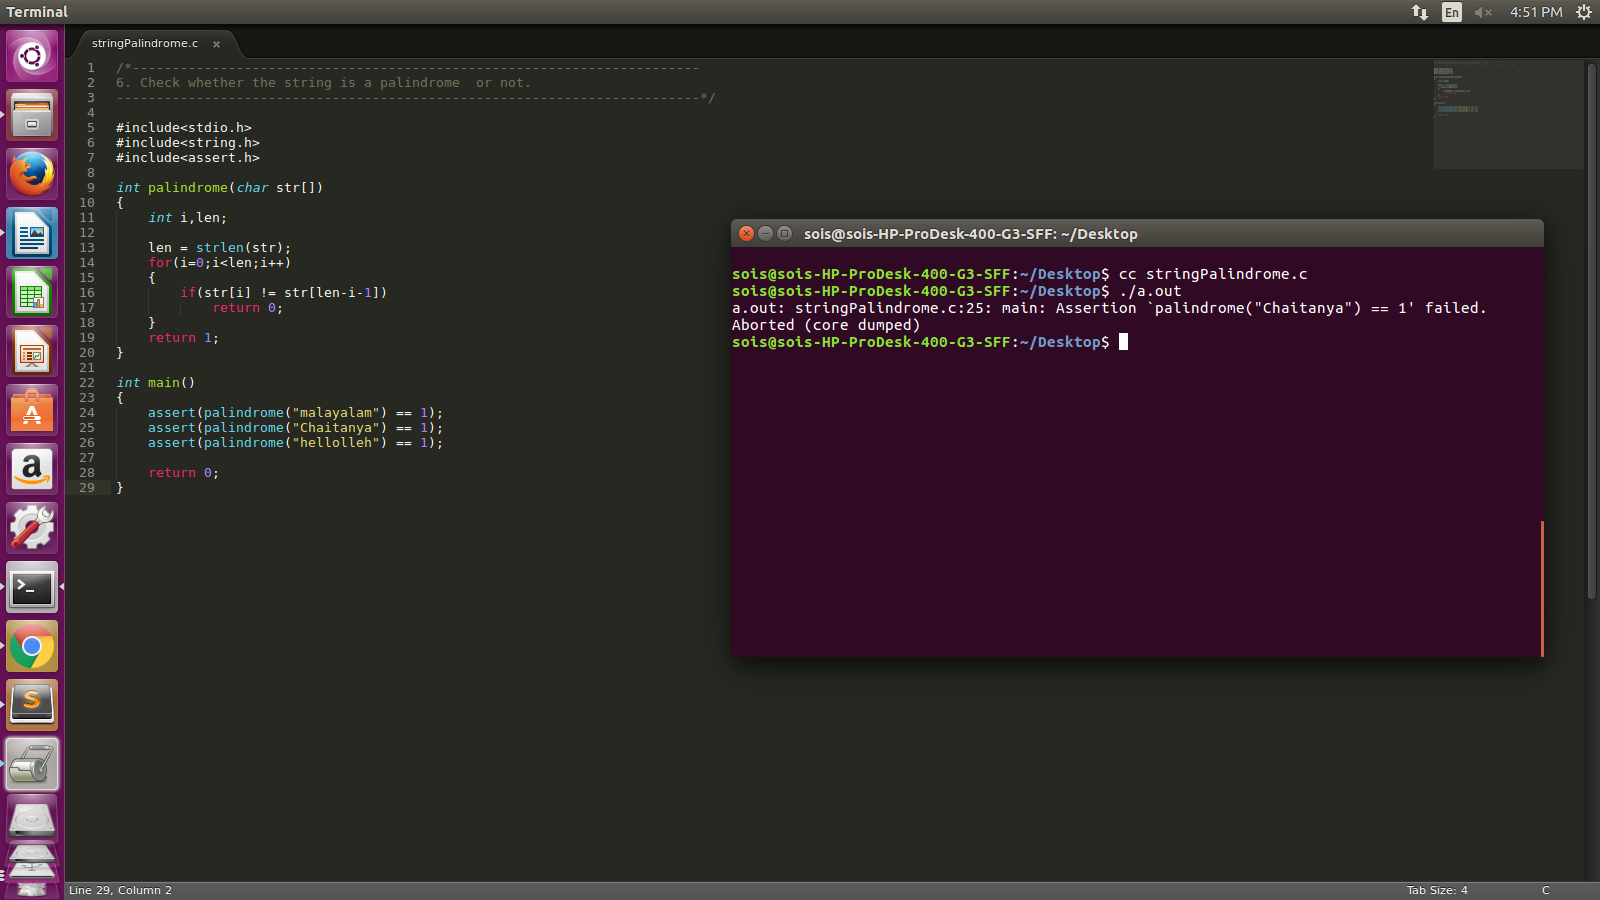 Terminal
En
4:51 PM
stringPalindrome.c ×
1 /*-----------------------------------------------------------------------
2 6. Check whether the string is a palindrome  or not.
3 -------------------------------------------------------------------------*/
4
5 #include<stdio.h>
6 #include<string.h>
7 #include<assert.h>
8
9 int palindrome(char str[])
10 {
11     int i,len;
12
13     len = strlen(str);
14     for(i=0;i<len;i++)
15     {
16         if(str[i] != str[len-i-1])
17             return 0;
18     }
19     return 1;
20 }
21
22 int main()
23 {
24     assert(palindrome("malayalam") == 1);
25     assert(palindrome("Chaitanya") == 1);
26     assert(palindrome("hellolleh") == 1);
27
28     return 0;
29 }
sois@sois-HP-ProDesk-400-G3-SFF: ~/Desktop
sois@sois-HP-ProDesk-400-G3-SFF:~/Desktop$ cc stringPalindrome.c
sois@sois-HP-ProDesk-400-G3-SFF:~/Desktop$ ./a.out
a.out: stringPalindrome.c:25: main: Assertion `palindrome("Chaitanya") == 1' failed.
Aborted (core dumped)
sois@sois-HP-ProDesk-400-G3-SFF:~/Desktop$
Line 29, Column 2
Tab Size: 4
C